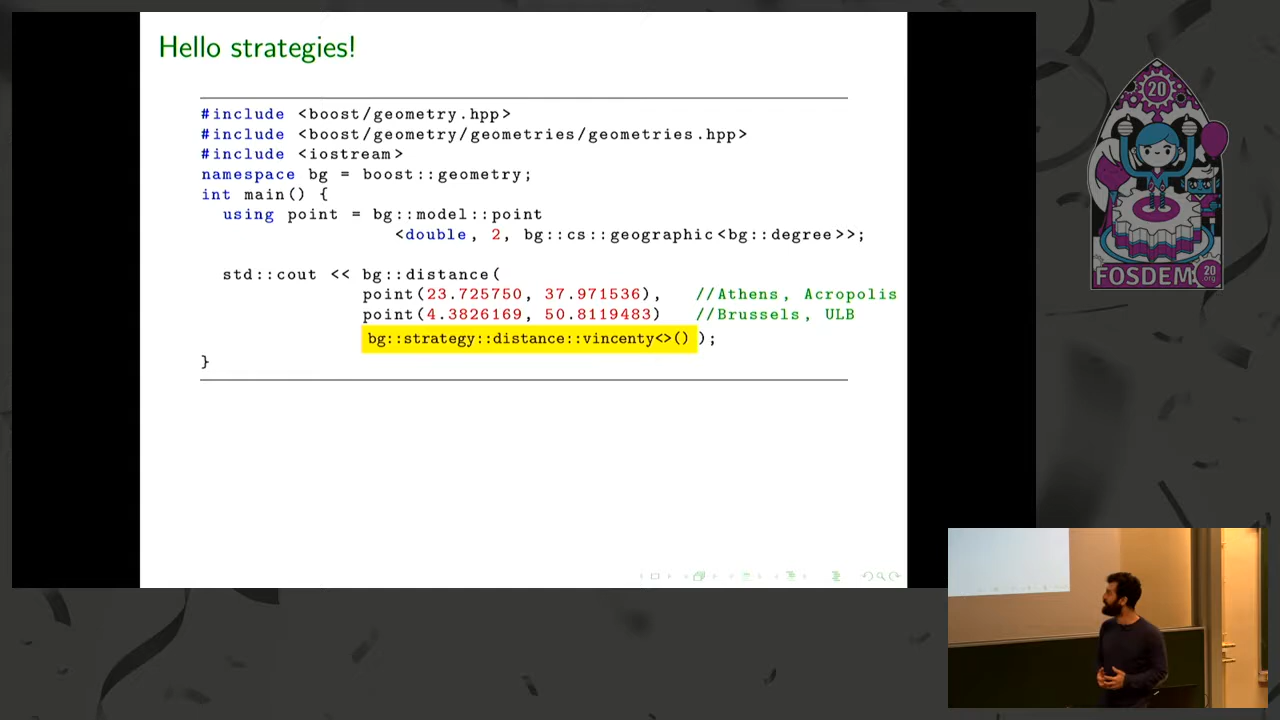 Hello strategies!
#include <boost/geometry.hpp>
#include <boost/geometry/geometries/geometries.hpp>
#include <iostream>
namespace bg = boost::geometry;
int main() {
using point = bg::model::point
<double, 2, bg::cs::geographic<bg::degree>>;
std::cout << bg::distance(
point(23.725750, 37.971536), //Athens, Acropolis
point(4.3826169, 50.8119483) //Brussels, ULB
bg::strategy::distance::vincenty<>() );
}
20
FOSDEM 20
.org